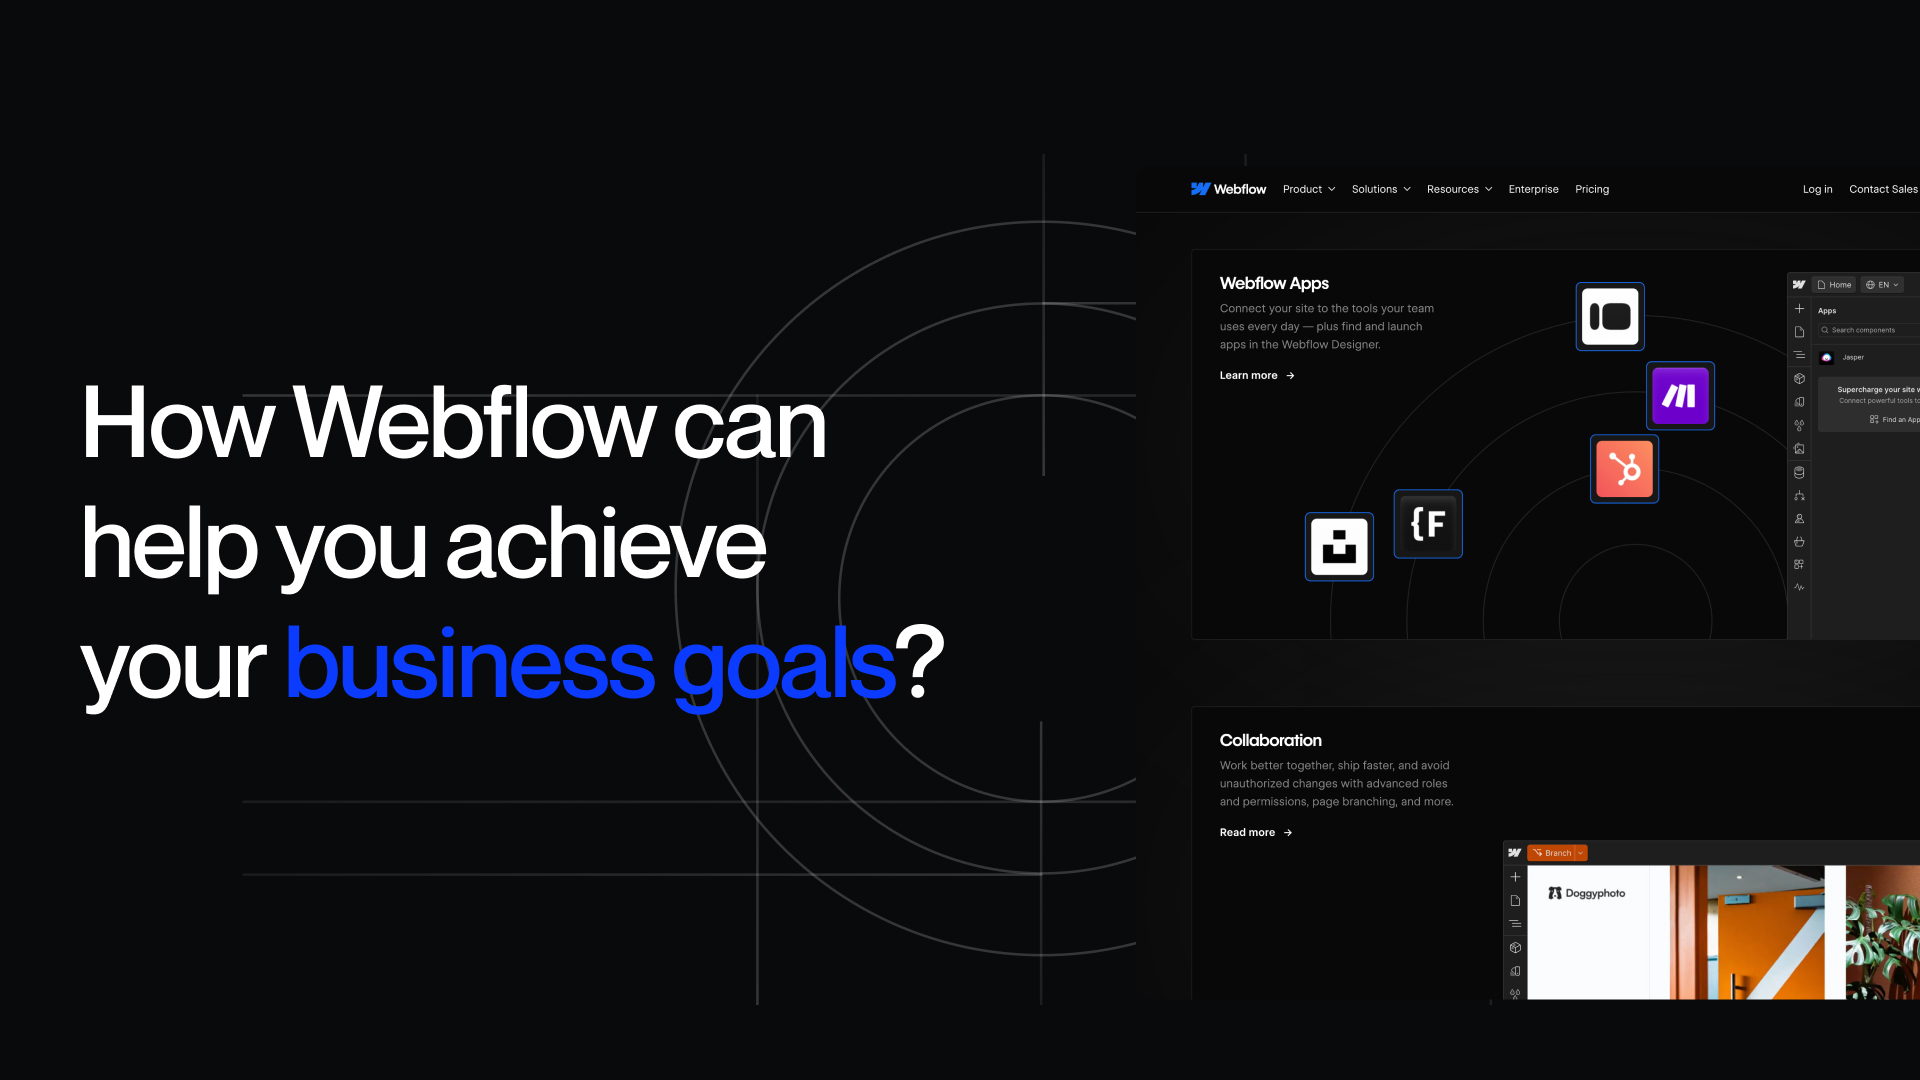 How Webflow can
help you achieve
your business goals?
Webflow Product Solutions Resources Enterprise Pricing Log in Contact Sales
Webflow Apps
Connect your site to the tools your team
uses every day — plus find and launch
apps in the Webflow Designer.
Learn more →
{F
Home EN
Apps
Search components
Jasper
Supercharge your site
Connect powerful tools to
Find an App
Collaboration
Work better together, ship faster, and avoid
unauthorized changes with advanced roles
and permissions, page branching, and more.
Read more →
Branch
Doggyphoto